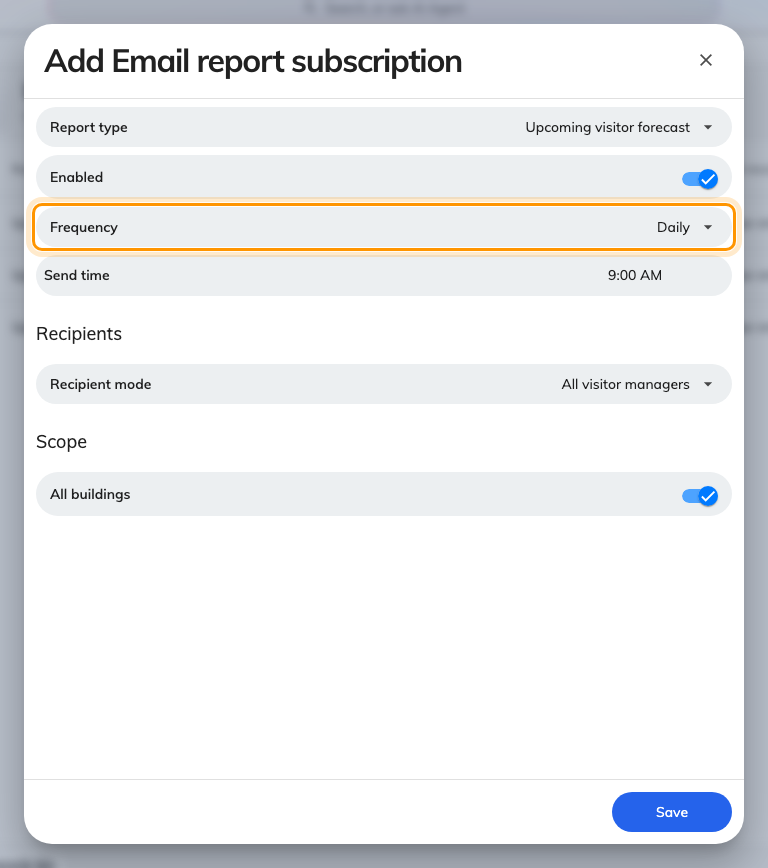 Add Email report subscription
Report type Upcoming visitor forecast
Enabled
Frequency Daily
Send time 9:00 AM
Recipients
Recipient mode All visitor managers
Scope
All buildings
Save